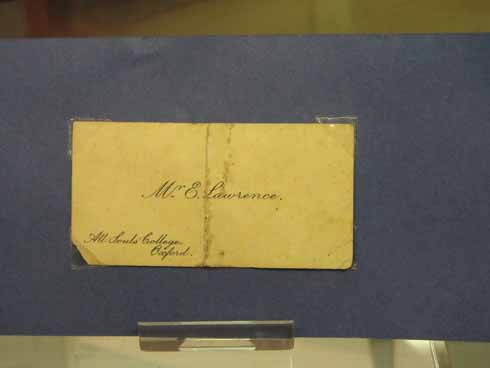 Mr E. Lawrence.
All Souls College.
Oxford.